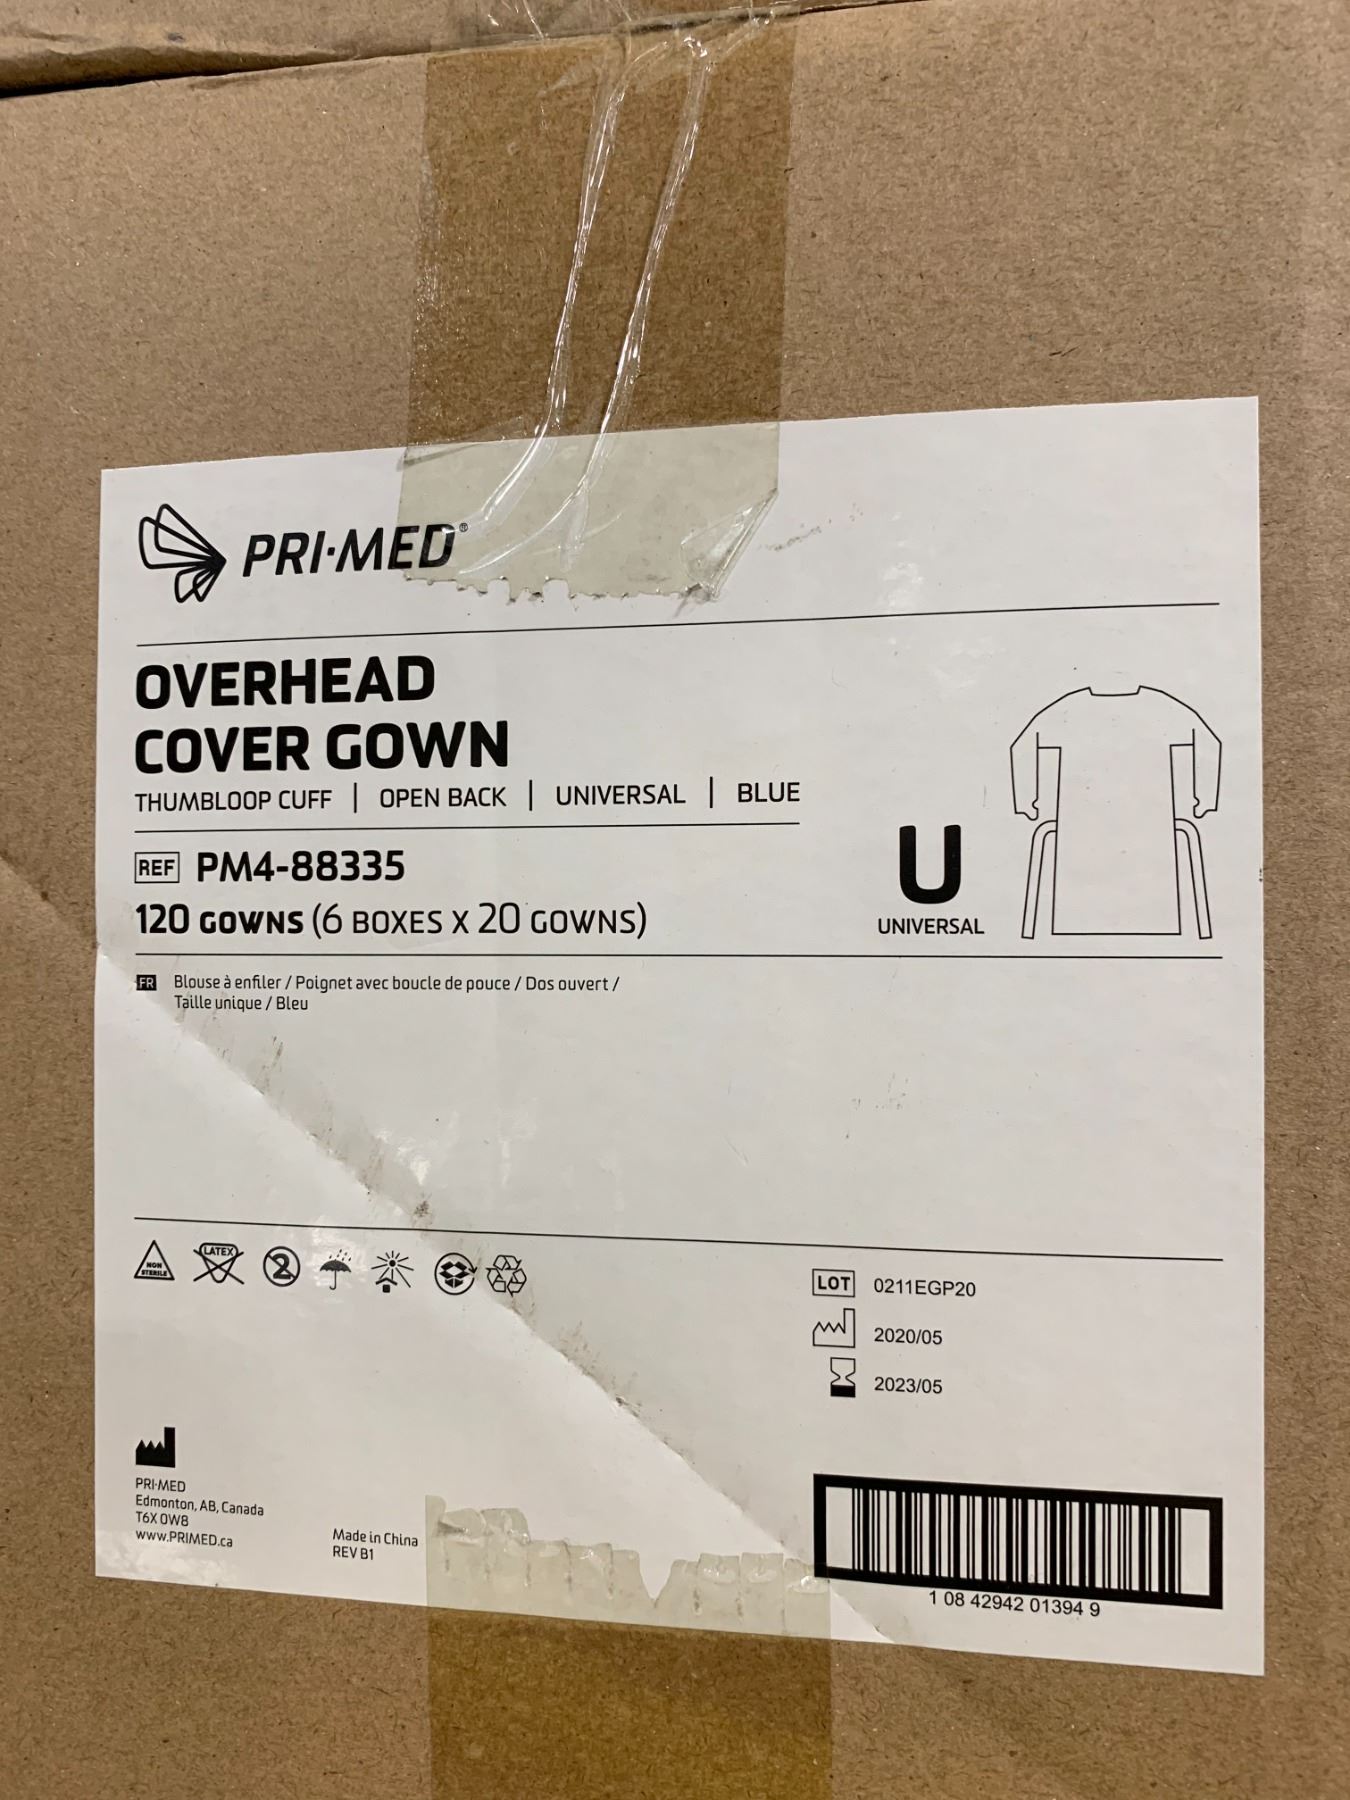 PRI·MED®
OVERHEAD
COVER GOWN
THUMBLOOP CUFF | OPEN BACK | UNIVERSAL | BLUE
REF PM4-88335
120 GOWNS (6 BOXES X 20 GOWNS)
U
UNIVERSAL
FR Blouse à enfiler / Poignet avec boucle de pouce / Dos ouvert /
Taille unique / Bleu
NON
STERILE
LATEX
2
LOT 0211EGP20
2020/05
2023/05
PRI·MED
Edmonton, AB, Canada
T6X 0W8
www.PRIMED.ca
Made in China
REV B1
1 08 42942 01394 9